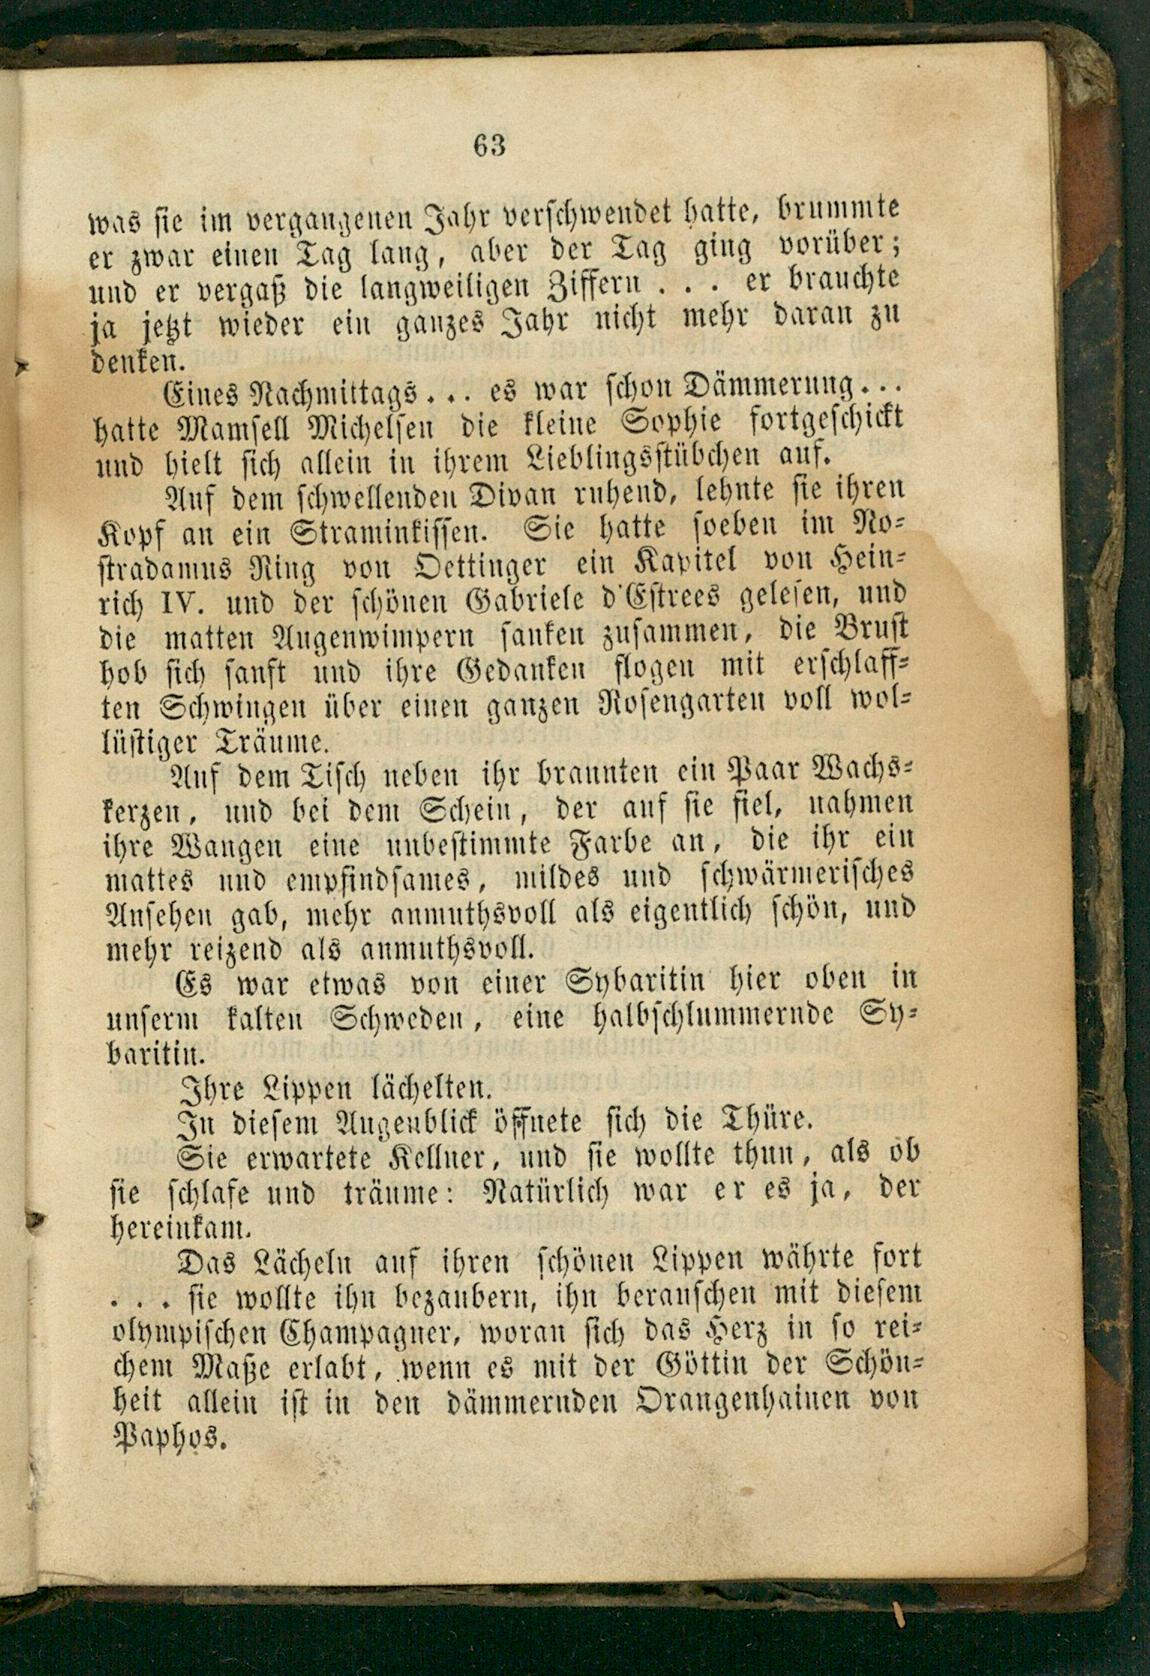 63
was sie im vergangenen Jahr verschwendet hatte, brummte
er zwar einen Tag lang, aber der Tag ging vorüber;
und er vergaß die langweiligen Ziffern . . . er brauchte
ja jetzt wieder ein ganzes Jahr nicht mehr daran zu
denken.
Eines Nachmittags... es war schon Dämmerung...
hatte Mamsell Michelsen die kleine Sophie fortgeschickt
und hielt sich allein in ihrem Lieblingsstübchen auf.
Auf dem schwellenden Divan ruhend, lehnte sie ihren
Kopf an ein Straminkissen. Sie hatte soeben im No-
stradamus Ring von Oettinger ein Kapitel von Hein-
rich IV. und der schönen Gabriele d'Estrees gelesen, und
die matten Augenwimpern sanken zusammen, die Brust
hob sich sanft und ihre Gedanken flogen mit erschlaff-
ten Schwingen über einen ganzen Rosengarten voll wol-
lüstiger Träume.
Auf dem Tisch neben ihr brannten ein Paar Wachs-
kerzen, und bei dem Schein, der auf sie fiel, nahmen
ihre Wangen eine unbestimmte Farbe an, die ihr ein
mattes und empfindsames, mildes und schwärmerisches
Ansehen gab, mehr anmuthsvoll als eigentlich schön, und
mehr reizend als anmuthsvoll.
Es war etwas von einer Sybaritin hier oben in
unserm kalten Schweden, eine halbschlummernde Sy-
baritin.
Ihre Lippen lächelten.
In diesem Augenblick öffnete sich die Thüre.
Sie erwartete Kellner, und sie wollte thun, als ob
sie schlafe und träume: Natürlich war er es ja, der
hereinkam.
Das Lächeln auf ihren schönen Lippen währte fort
. . . sie wollte ihn bezaubern, ihn berauschen mit diesem
olympischen Champagner, woran sich das Herz in so rei-
chem Maße erlabt, wenn es mit der Göttin der Schön-
heit allein ist in den dämmernden Orangenhainen von
Paphos.